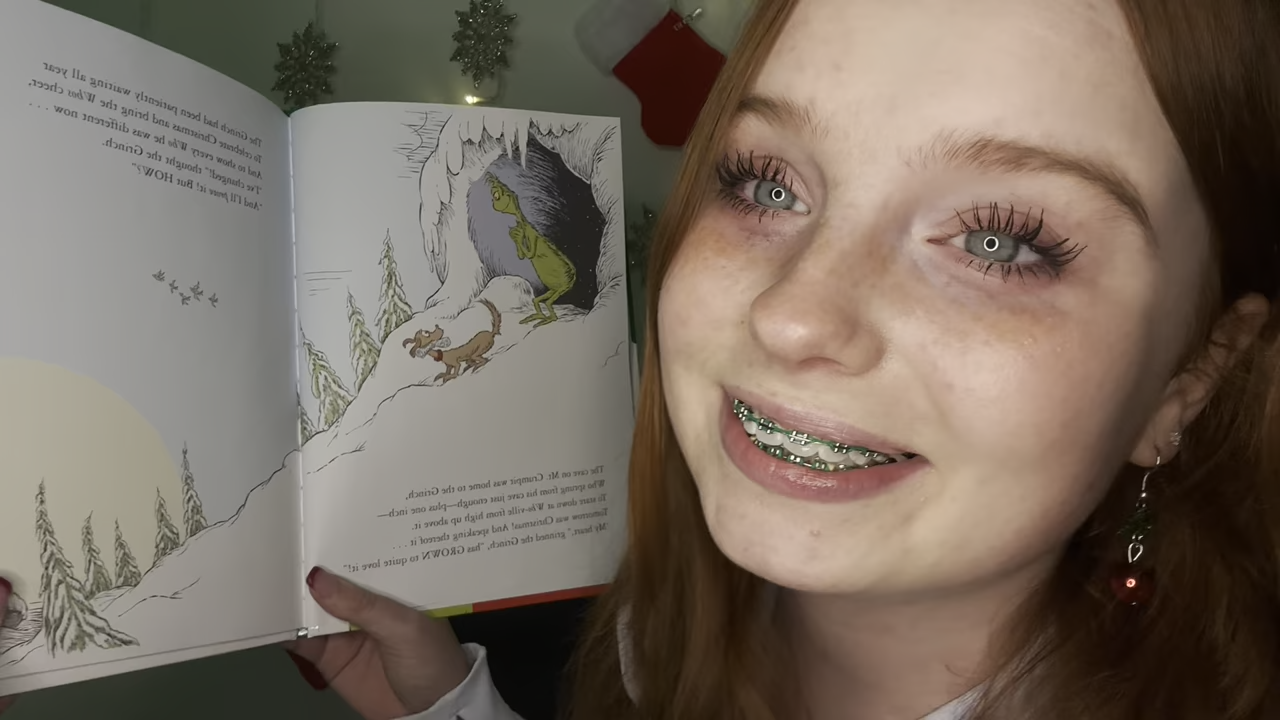 The cave on Mt. Crumpit was home to the Grinch,
Who sprung from his cave just enough—plus one inch—
To stare down at Who-ville from high up above it.
Tomorrow was Christmas! And speaking thereof it . . .
"My heart," grinned the Grinch, "has GROWN to quite love it!"
The Grinch had been patiently waiting all year
To celebrate Christmas and bring the Whos cheer,
And to show every Who he was different now . . .
"I've changed!" thought the Grinch.
"And I'll prove it! But HOW?"